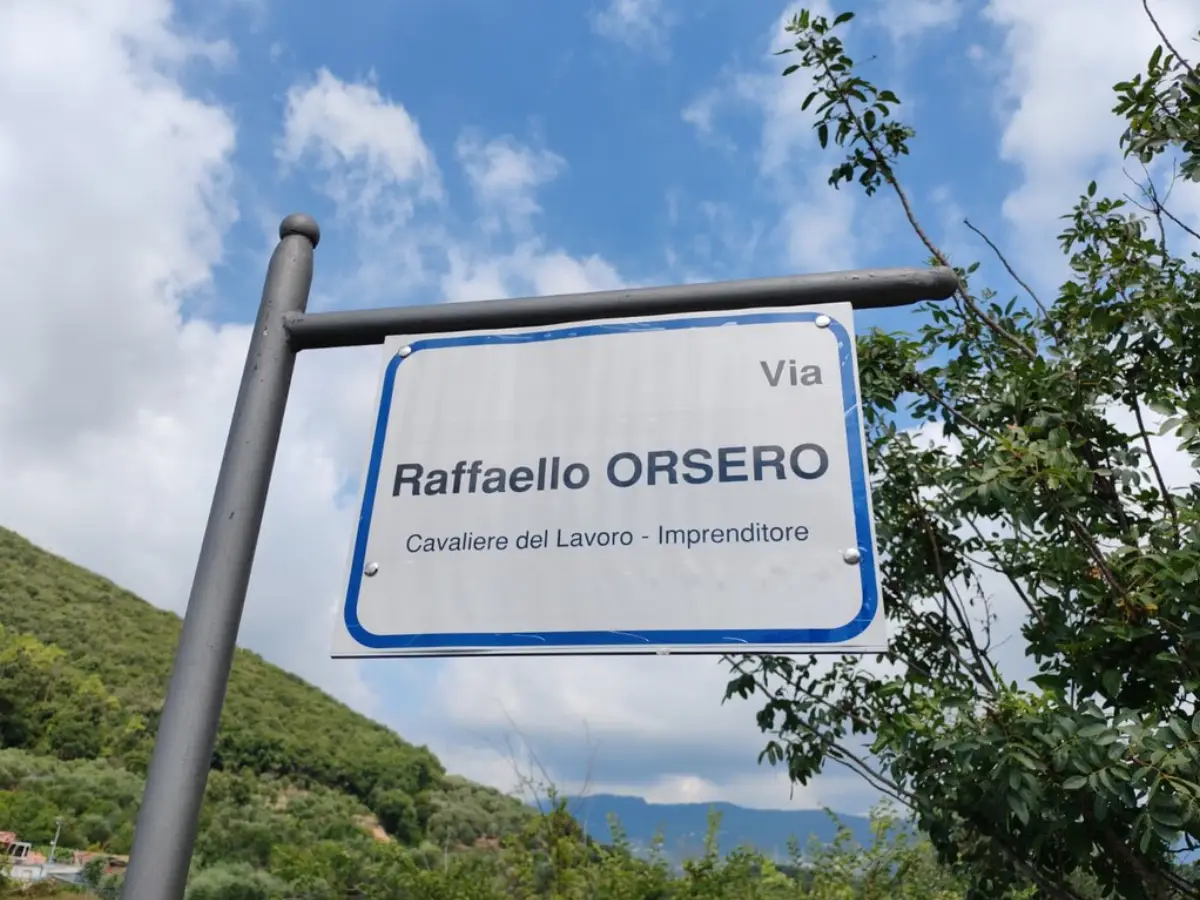 Via
Raffaello ORSERO
Cavaliere del Lavoro - Imprenditore